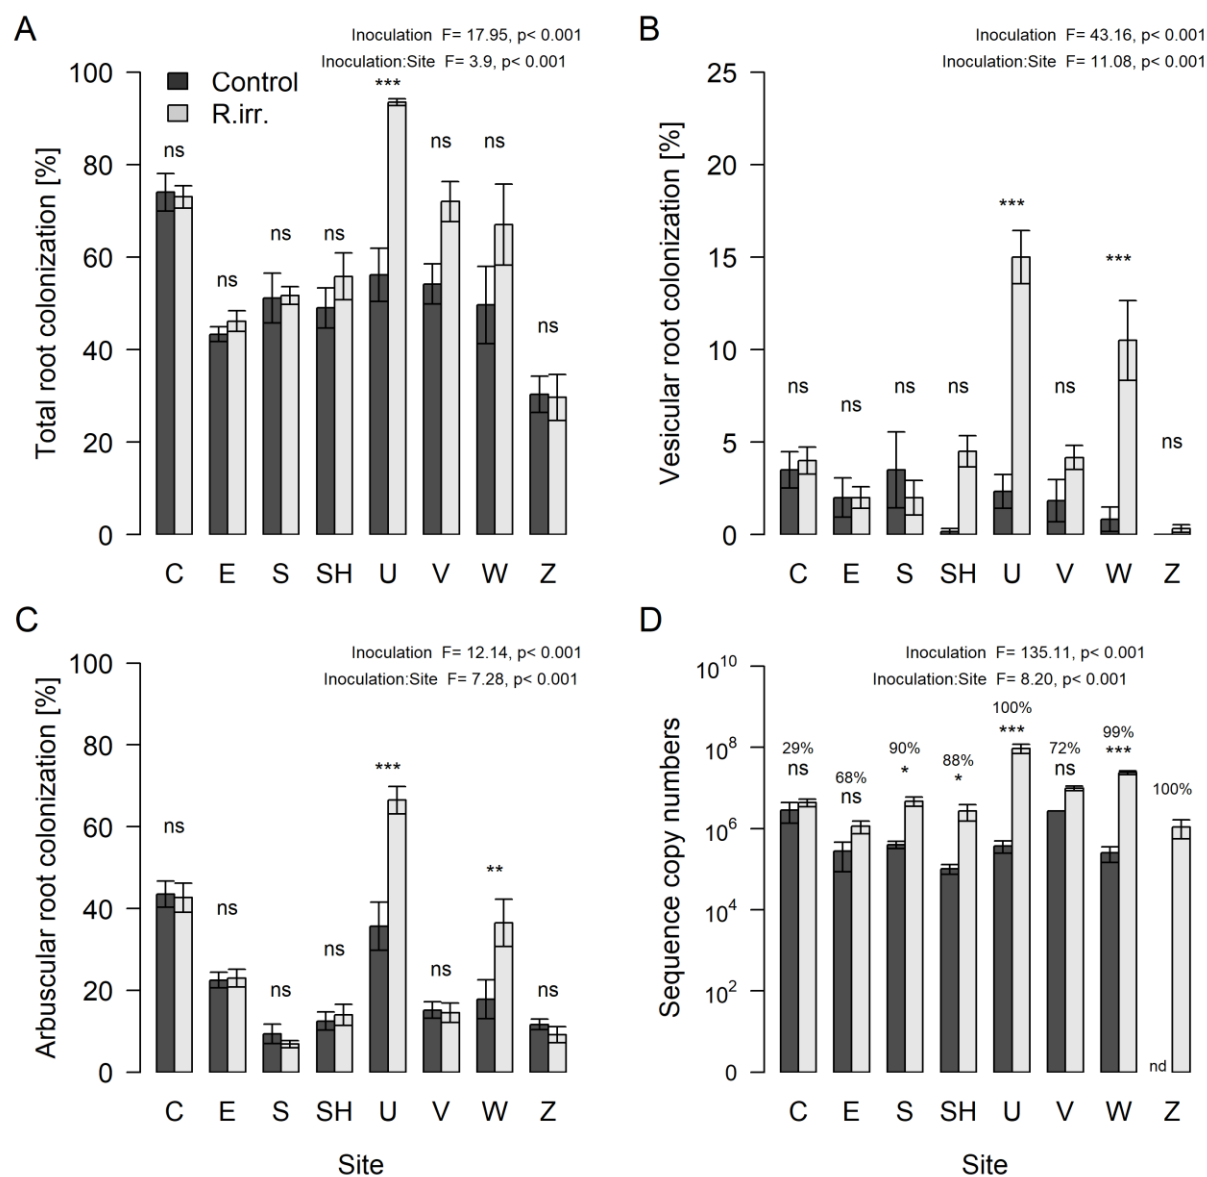 A
Inoculation F= 17.95, p< 0.001
Inoculation:Site F= 3.9, p< 0.001
Control
R.irr.
Total root colonization [%]
100
80
60
40
20
0
ns
ns
ns
ns
***
ns
ns
ns
C E S SH U V W Z
B
Inoculation F= 43.16, p< 0.001
Inoculation:Site F= 11.08, p< 0.001
Vesicular root colonization [%]
25
20
15
10
5
0
ns
ns
ns
ns
***
ns
***
ns
C E S SH U V W Z
C
Inoculation F= 12.14, p< 0.001
Inoculation:Site F= 7.28, p< 0.001
Arbuscular root colonization [%]
100
80
60
40
20
0
ns
ns
ns
ns
***
ns
**
ns
C E S SH U V W Z
Site
D
Inoculation F= 135.11, p< 0.001
Inoculation:Site F= 8.20, p< 0.001
Sequence copy numbers
10^10
10^8
10^6
10^4
10^2
0
29%
ns
68%
ns
90%
*
88%
*
100%
***
72%
ns
99%
***
100%
nd
C E S SH U V W Z
Site